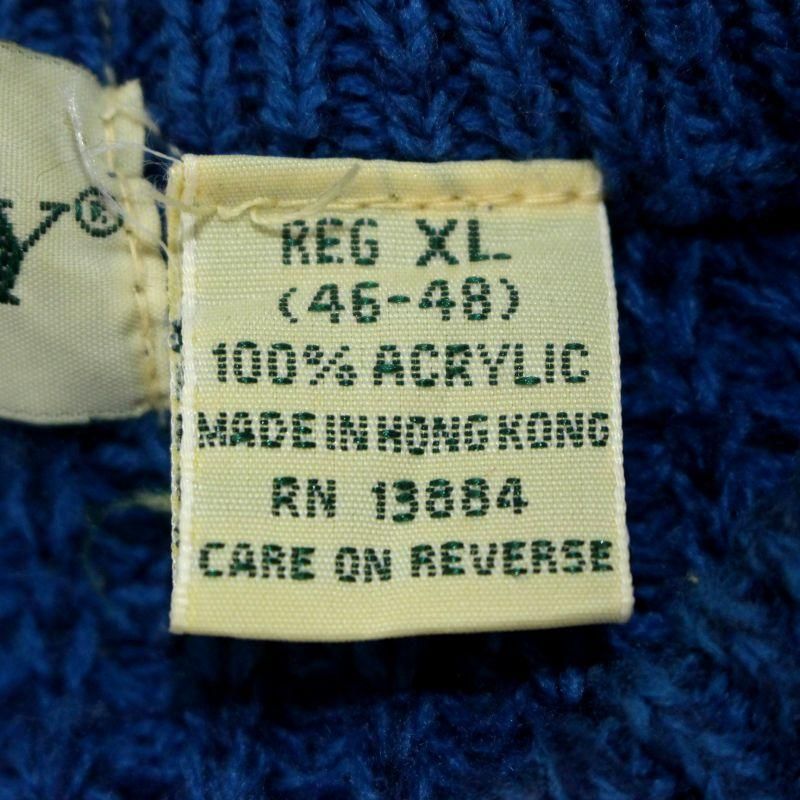 Y®
REG XL
(46-48)
100% ACRYLIC
MADE IN HONG KONG
RN 13884
CARE ON REVERSE